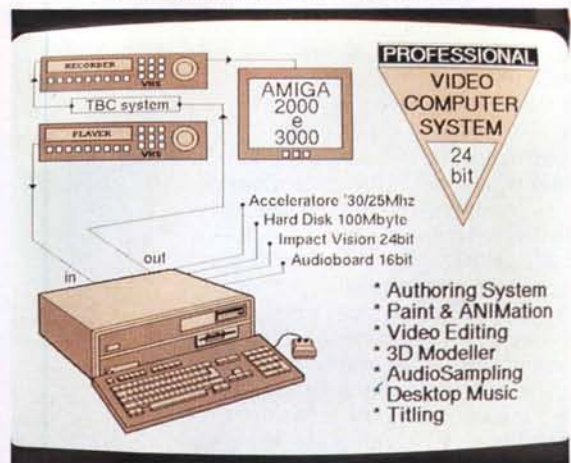 RECORDER
VRS
TBC system
PLAYER
VRS
AMIGA
2000
e
3000
PROFESSIONAL
VIDEO
COMPUTER
SYSTEM
24
bit
Acceleratore '30/25Mhz
Hard Disk 100Mbyte
Impact Vision 24bit
Audioboard 16bit
in
out
* Authoring System
* Paint & ANIMation
* Video Editing
* 3D Modeller
* AudioSampling
* Desktop Music
* Titling